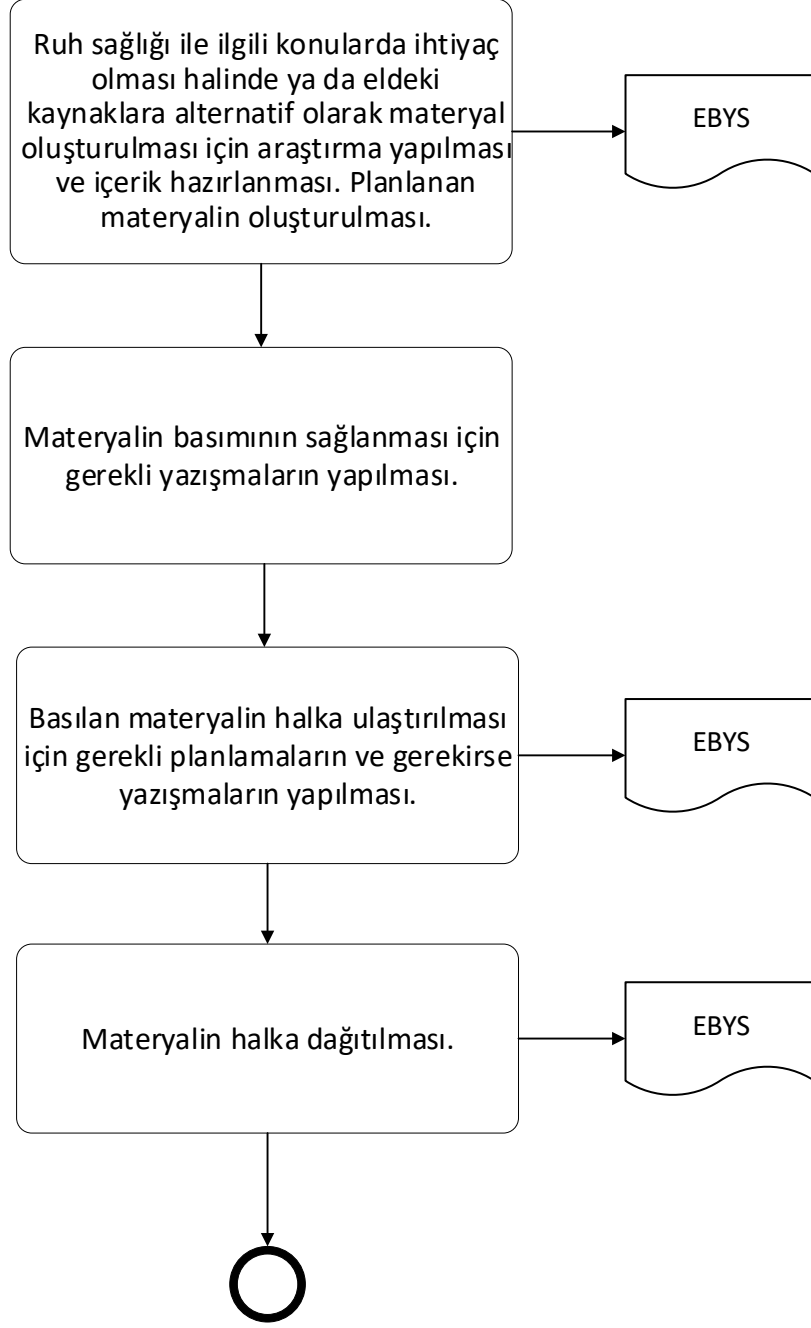 Ruh sağlığı ile ilgili konularda ihtiyaç
olması halinde ya da eldeki
kaynaklara alternatif olarak materyal
oluşturulması için araştırma yapılması
ve içerik hazırlanması. Planlanan
materyalin oluşturulması.
EBYS
Materyalin basımının sağlanması için
gerekli yazışmaların yapılması.
Basılan materyalin halka ulaştırılması
için gerekli planlamaların ve gerekirse
yazışmaların yapılması.
EBYS
Materyalin halka dağıtılması.
EBYS